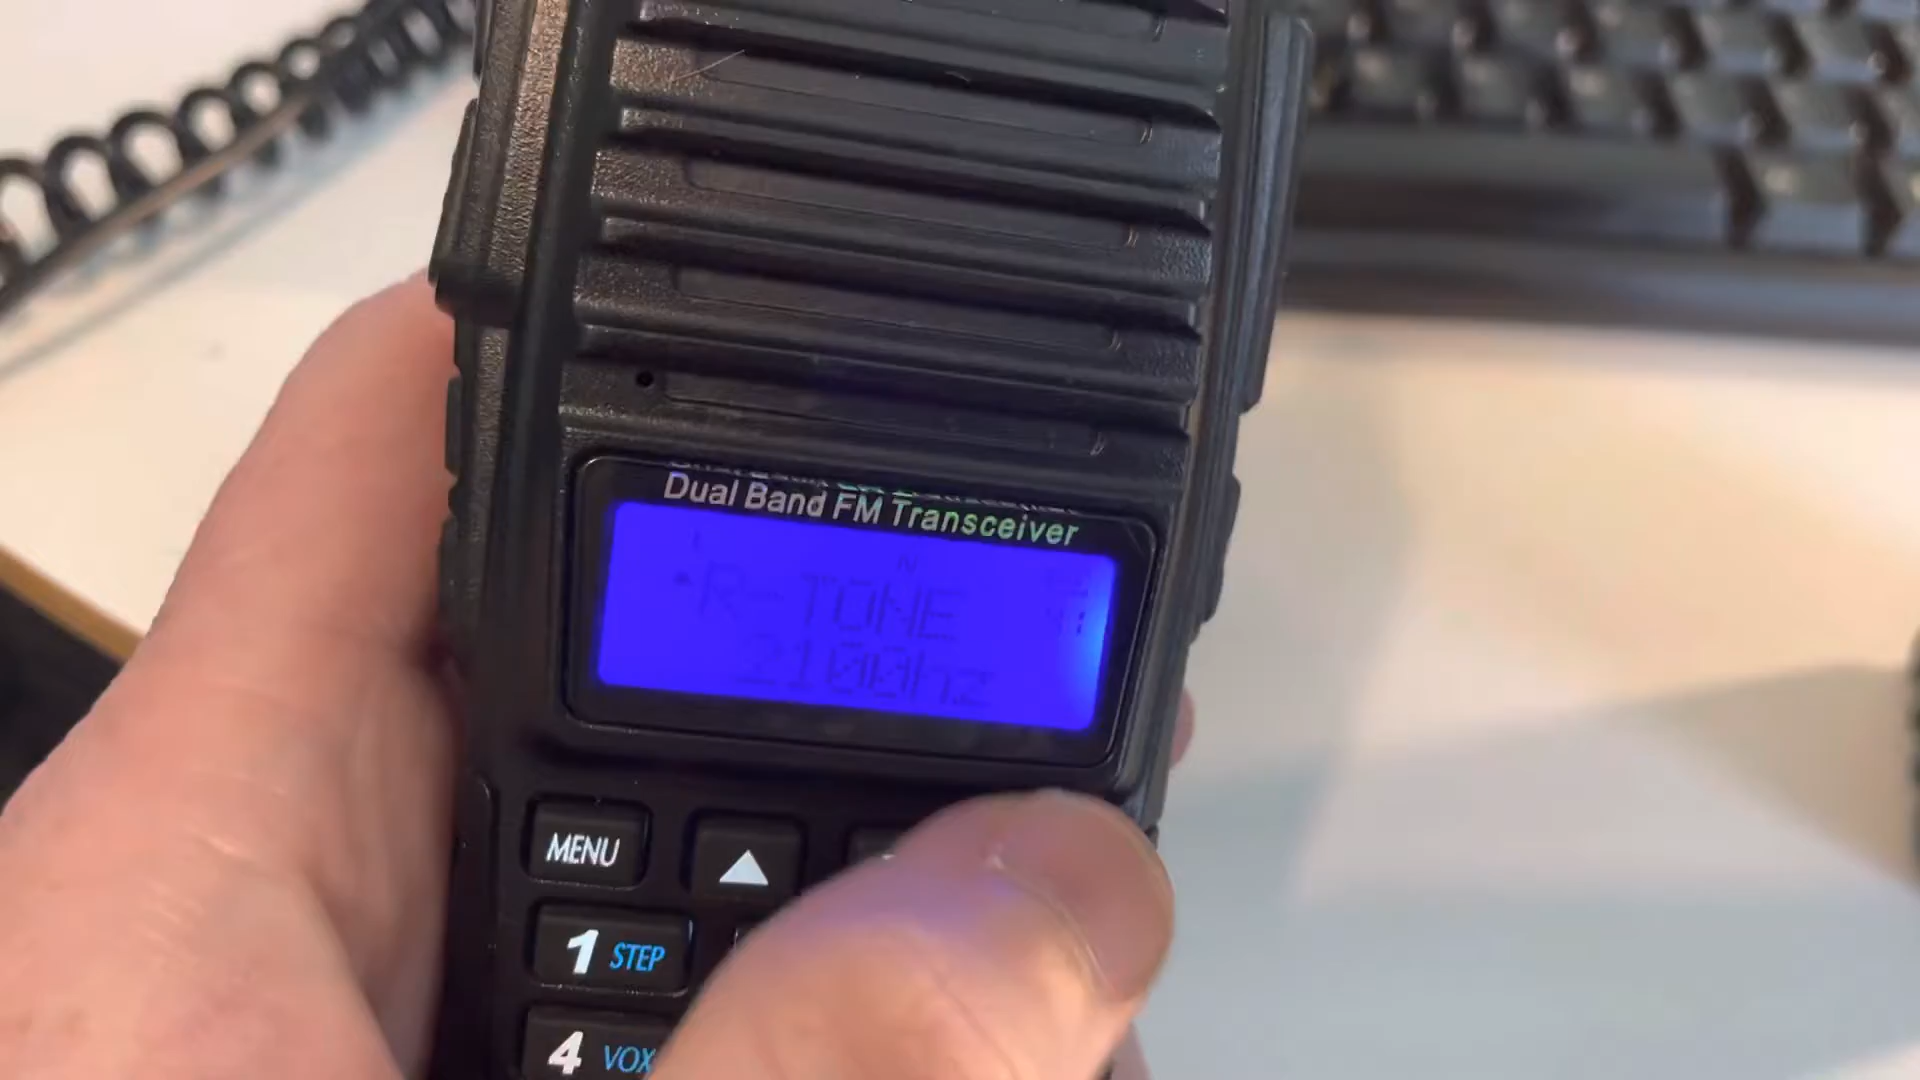 Dual Band FM Transceiver
R-TONE
2100hz
MENU
1 STEP
4 VOX